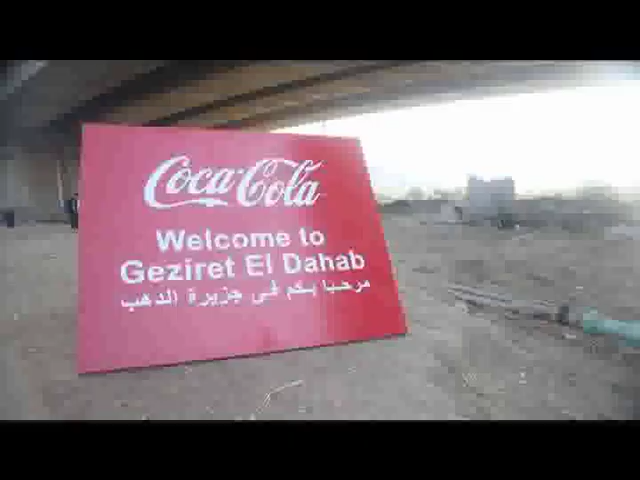 Coca-Cola
Welcome to
Geziret El Dahab
مرحبا بكم فى جزيرة الدهب